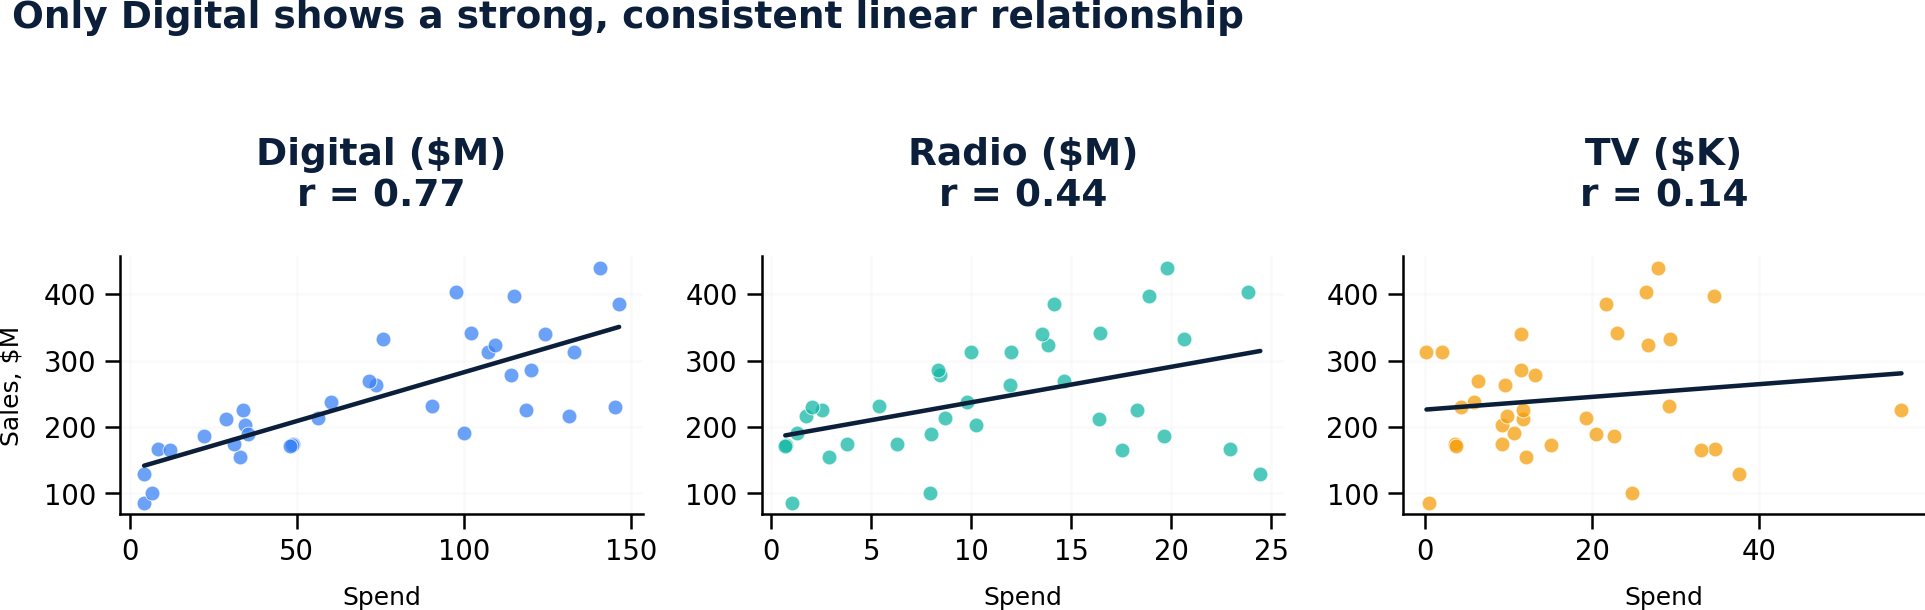 Only Digital shows a strong, consistent linear relationship
Digital ($M)
r = 0.77
Radio ($M)
r = 0.44
TV ($K)
r = 0.14
Sales, $M
400
300
200
100
0
50
100
150
Spend
400
300
200
100
0
5
10
15
20
25
Spend
400
300
200
100
0
20
40
Spend